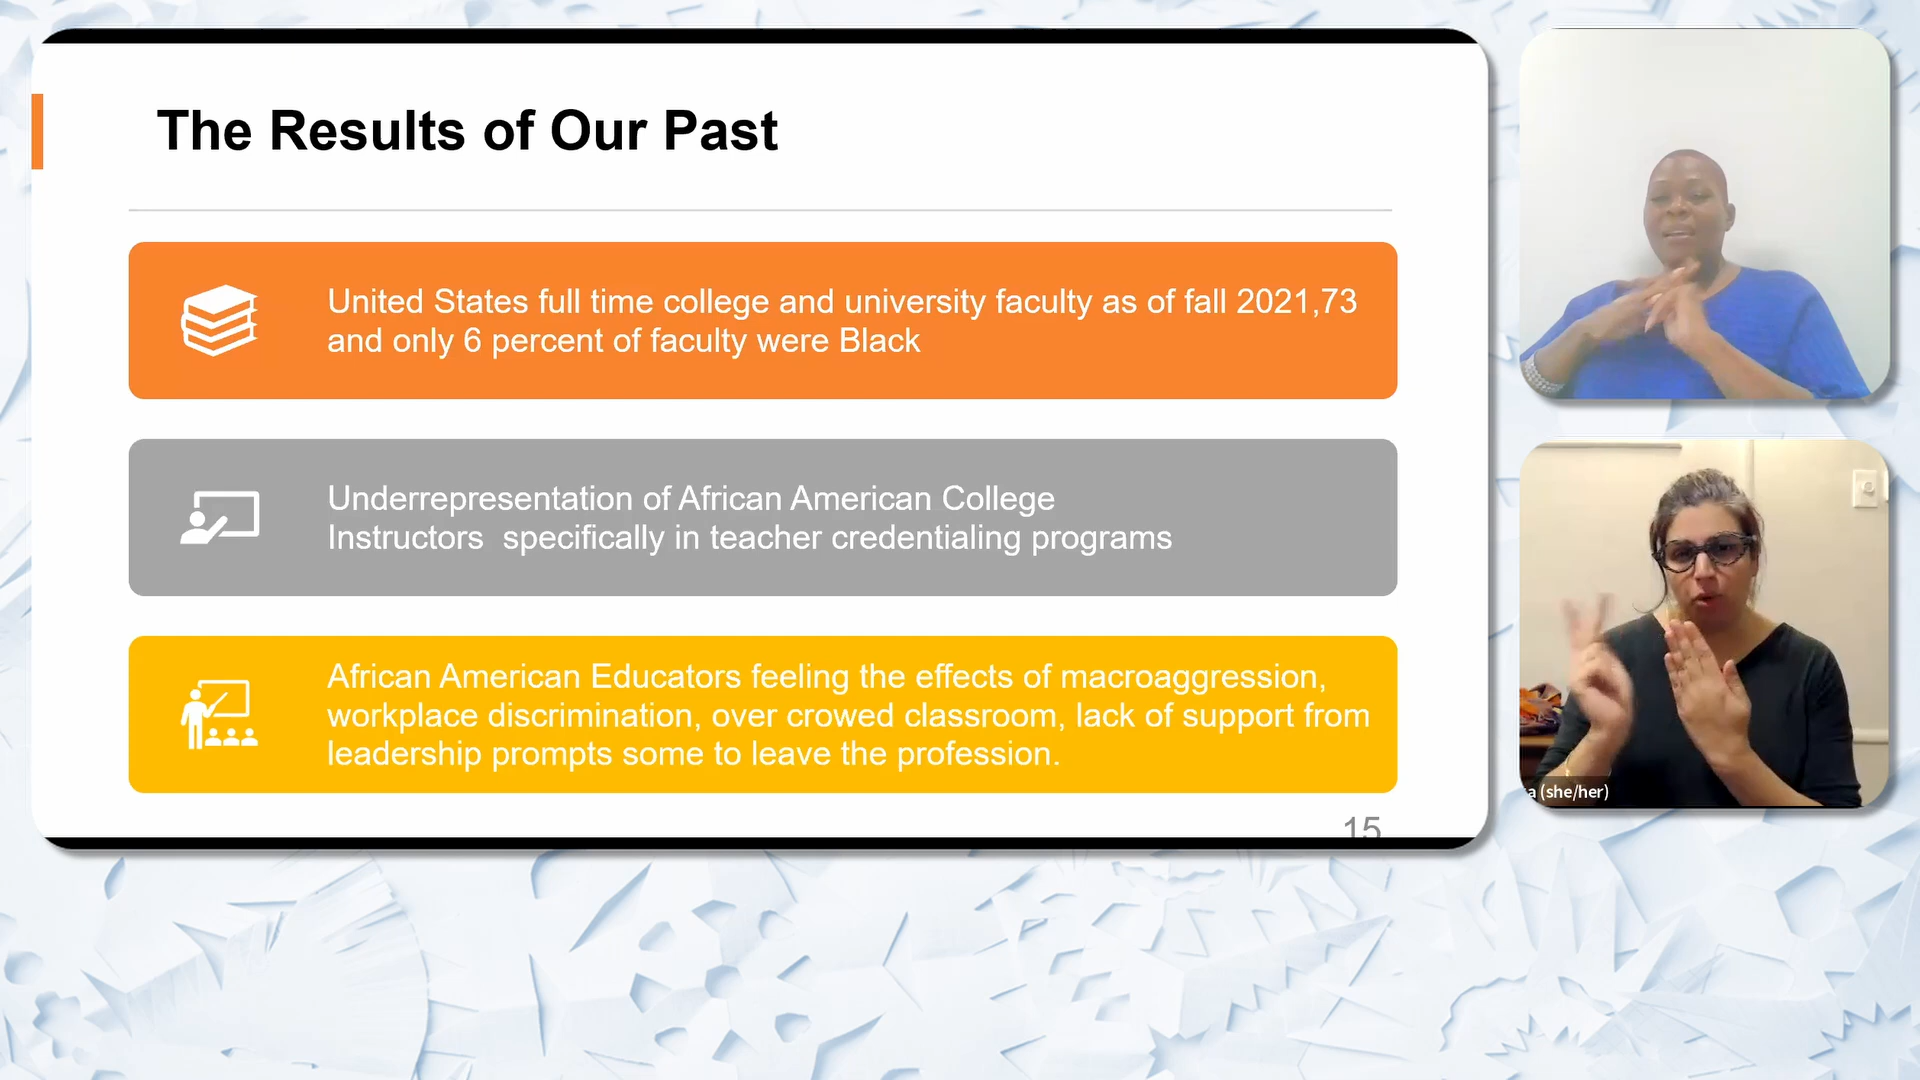 The Results of Our Past
United States full time college and university faculty as of fall 2021,73
and only 6 percent of faculty were Black
Underrepresentation of African American College
Instructors  specifically in teacher credentialing programs
African American Educators feeling the effects of macroaggression,
workplace discrimination, over crowed classroom, lack of support from
leadership prompts some to leave the profession.
15
a (she/her)